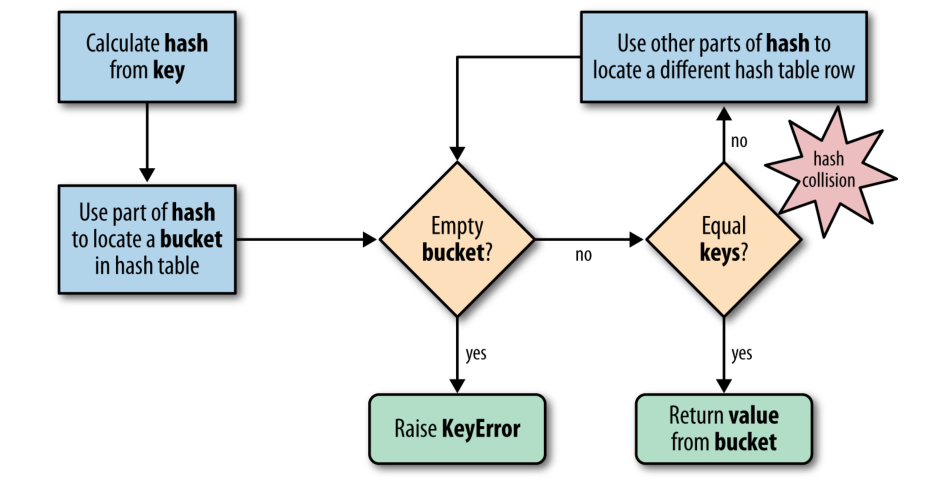 Calculate hash
from key
Use part of hash
to locate a bucket
in hash table
Empty
bucket?
yes
Raise KeyError
no
Equal
keys?
yes
Return value
from bucket
no
hash
collision
Use other parts of hash to
locate a different hash table row